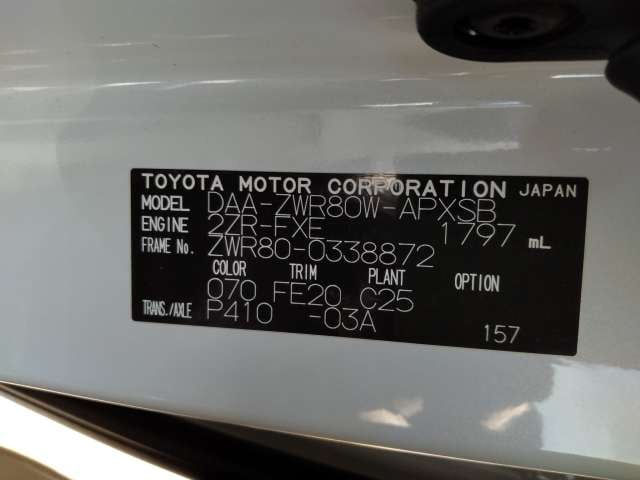 TOYOTA MOTOR CORPORATION JAPAN
MODEL DAA-ZWR80W-APXSB
ENGINE 2ZR-FXE 1797 mL
FRAME No. ZWR80-0338872
COLOR TRIM PLANT OPTION
070 FE20 C25
TRANS./AXLE P410 -03A 157